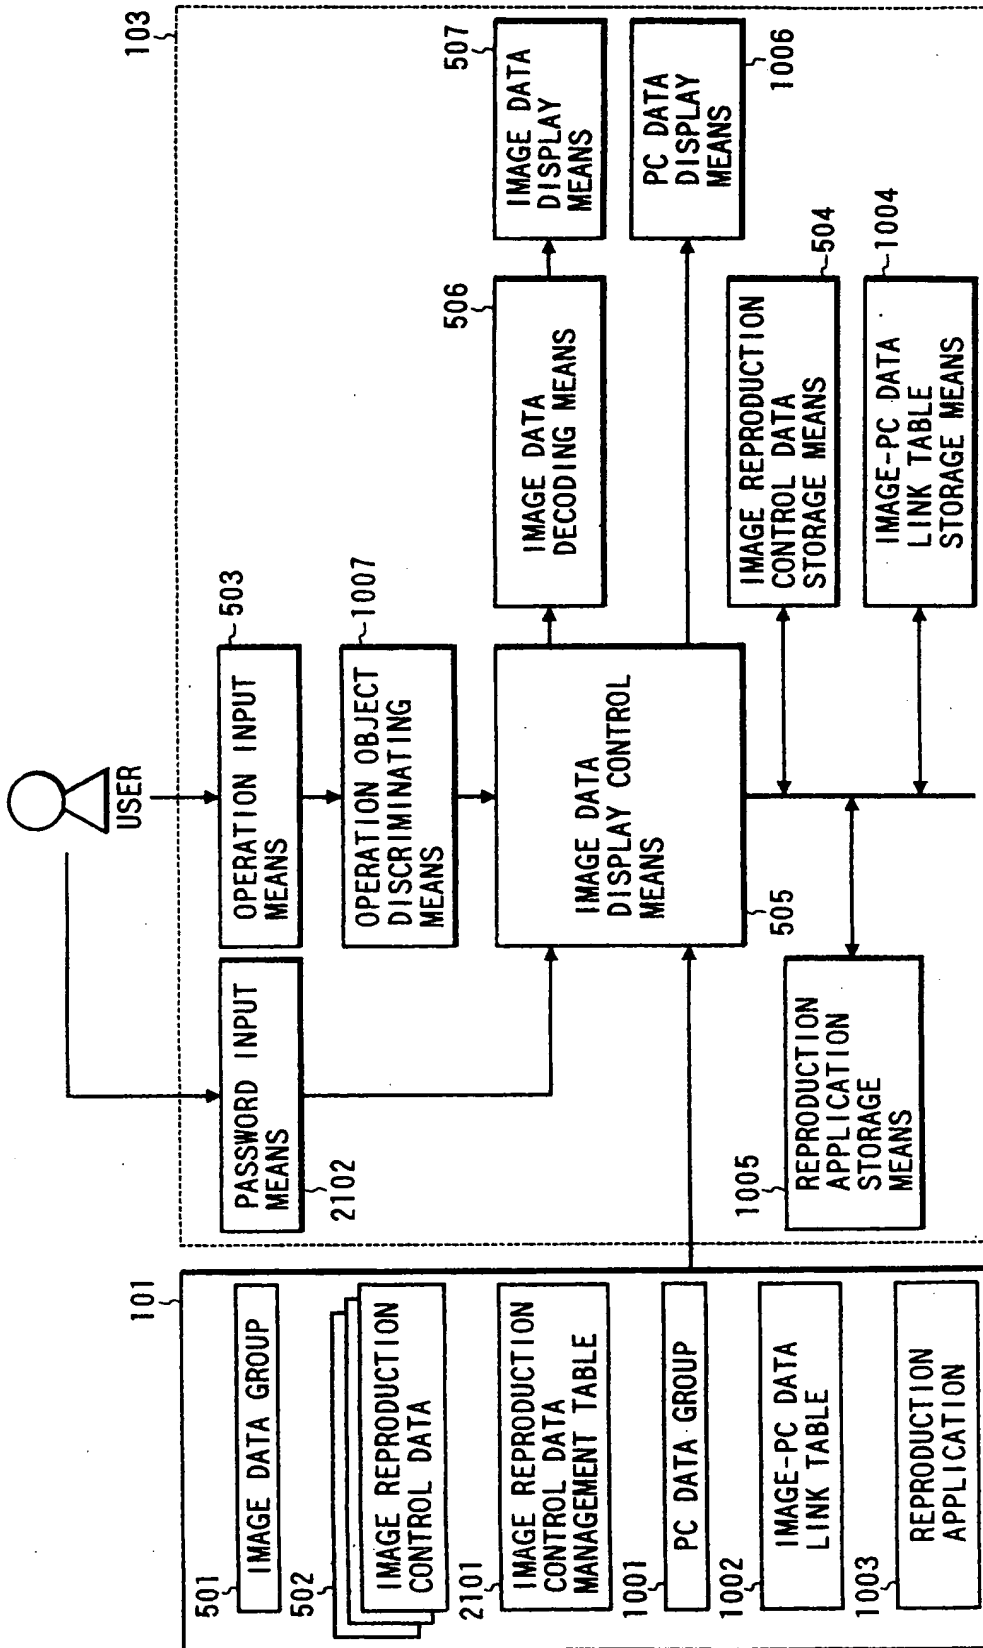 101
501
IMAGE DATA GROUP
502
IMAGE REPRODUCTION
CONTROL DATA
2101
IMAGE REPRODUCTION
CONTROL DATA
MANAGEMENT TABLE
1001
PC DATA GROUP
1002
IMAGE-PC DATA
LINK TABLE
1003
REPRODUCTION
APPLICATION
103
USER
PASSWORD INPUT
MEANS
2102
OPERATION INPUT
MEANS
503
OPERATION OBJECT
DISCRIMINATING
MEANS
1007
IMAGE DATA
DISPLAY CONTROL
MEANS
505
1005
REPRODUCTION
APPLICATION
STORAGE
MEANS
506
IMAGE DATA
DECODING MEANS
507
IMAGE DATA
DISPLAY
MEANS
PC DATA
DISPLAY
MEANS
1006
IMAGE REPRODUCTION
CONTROL DATA
STORAGE MEANS
504
IMAGE-PC DATA
LINK TABLE
STORAGE MEANS
1004